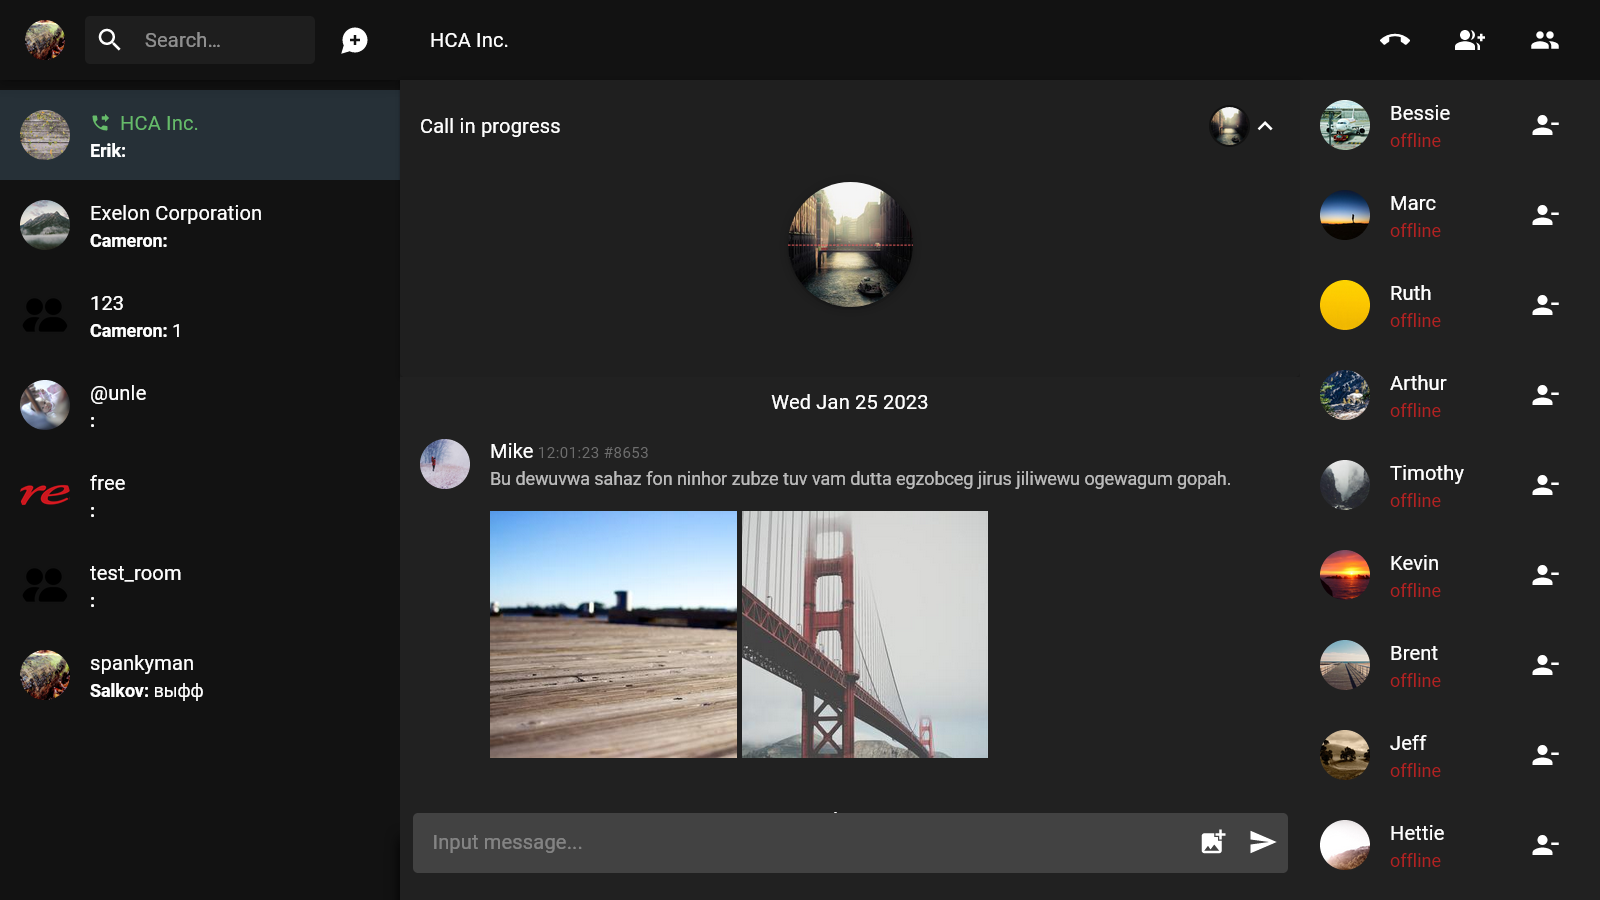 Search...
HCA Inc.
HCA Inc.
Erik:
Exelon Corporation
Cameron:
123
Cameron: 1
@unle
:
re
free
:
test_room
:
spankyman
Salkov: выфф
Call in progress
Wed Jan 25 2023
Mike 12:01:23 #8653
Bu dewuvwa sahaz fon ninhor zubze tuv vam dutta egzobceg jirus jiliwewu ogewagum gopah.
Input message...
Bessie
offline
Marc
offline
Ruth
offline
Arthur
offline
Timothy
offline
Kevin
offline
Brent
offline
Jeff
offline
Hettie
offline